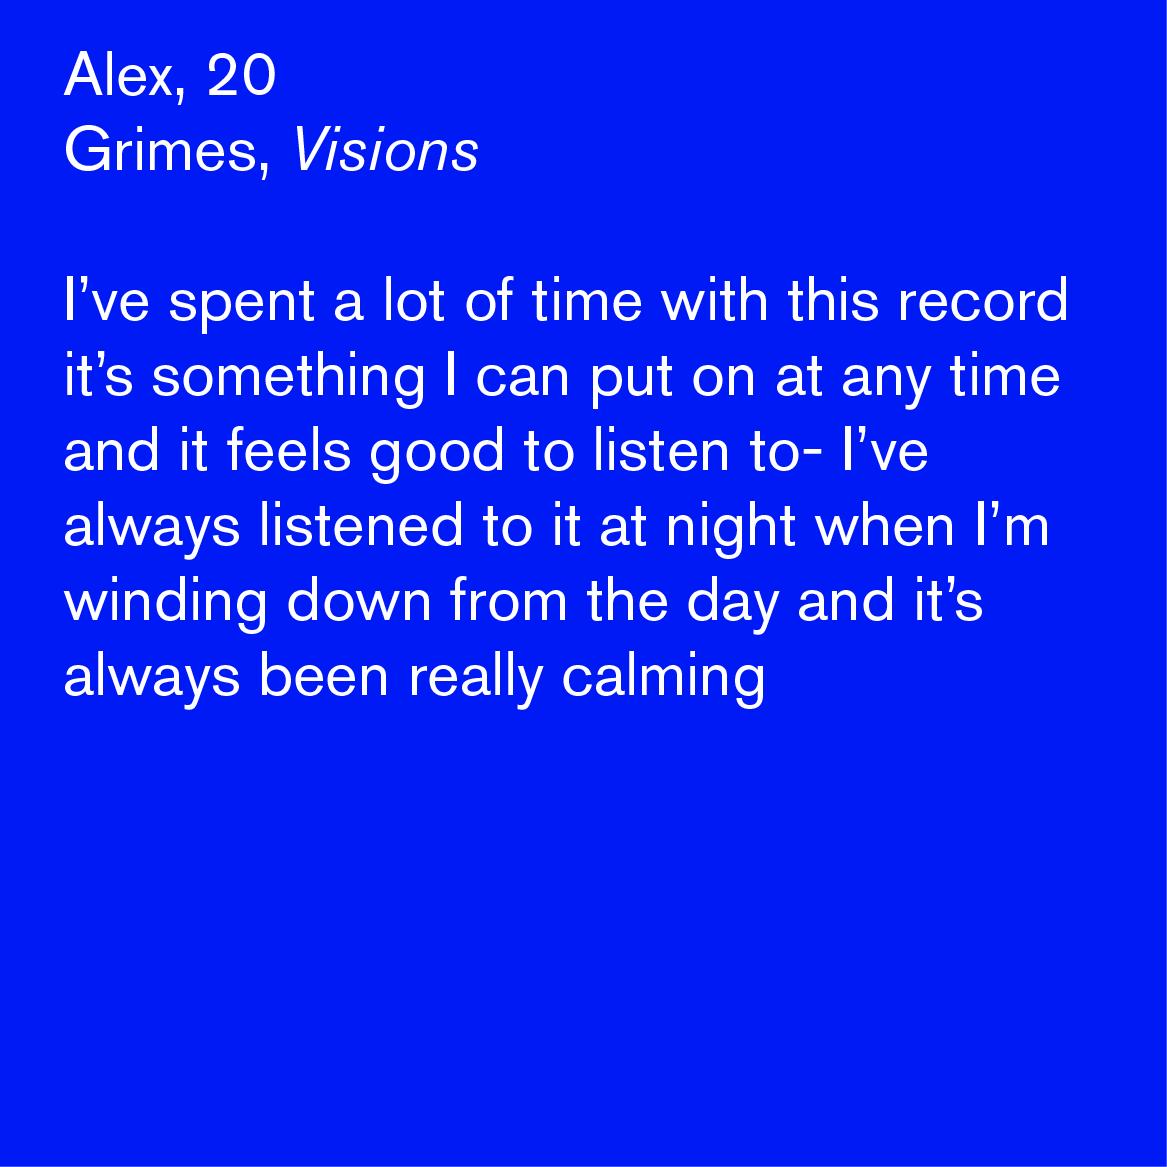 Alex, 20
Grimes, Visions
I’ve spent a lot of time with this record
it’s something I can put on at any time
and it feels good to listen to- I’ve
always listened to it at night when I’m
winding down from the day and it’s
always been really calming